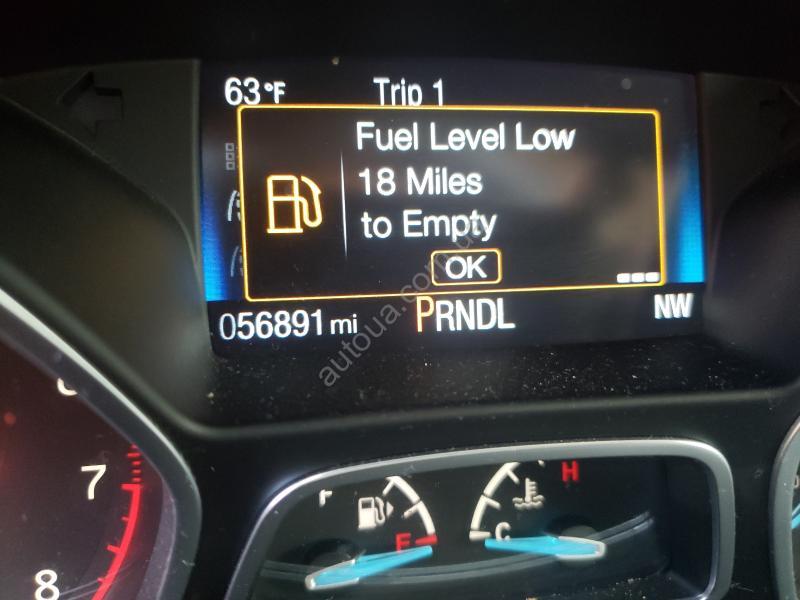 63°F Trip 1
Fuel Level Low
18 Miles
to Empty
OK
056891 mi PRNDL NW
autoua.com.ua
7
8
F
E
H
C